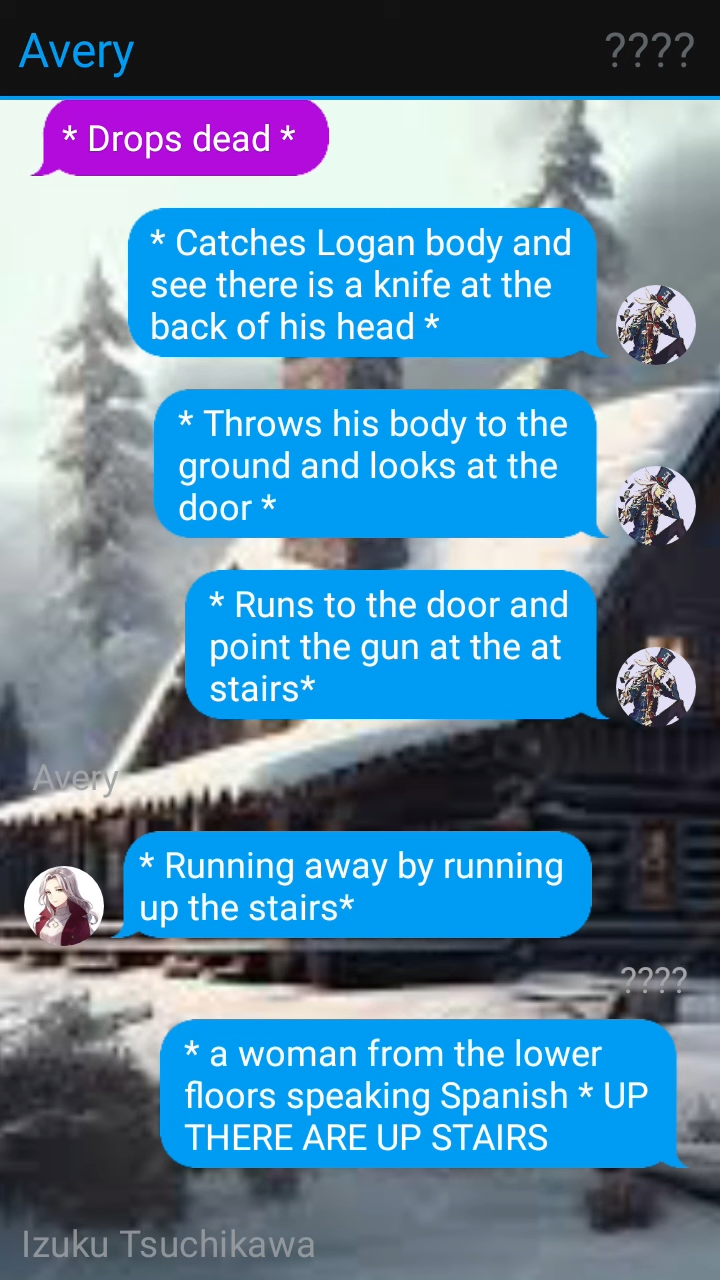 Avery
????
* Drops dead *
* Catches Logan body and
see there is a knife at the
back of his head *
* Throws his body to the
ground and looks at the
door *
* Runs to the door and
point the gun at the at
stairs*
Avery
* Running away by running
up the stairs*
????
* a woman from the lower
floors speaking Spanish * UP
THERE ARE UP STAIRS
Izuku Tsuchikawa